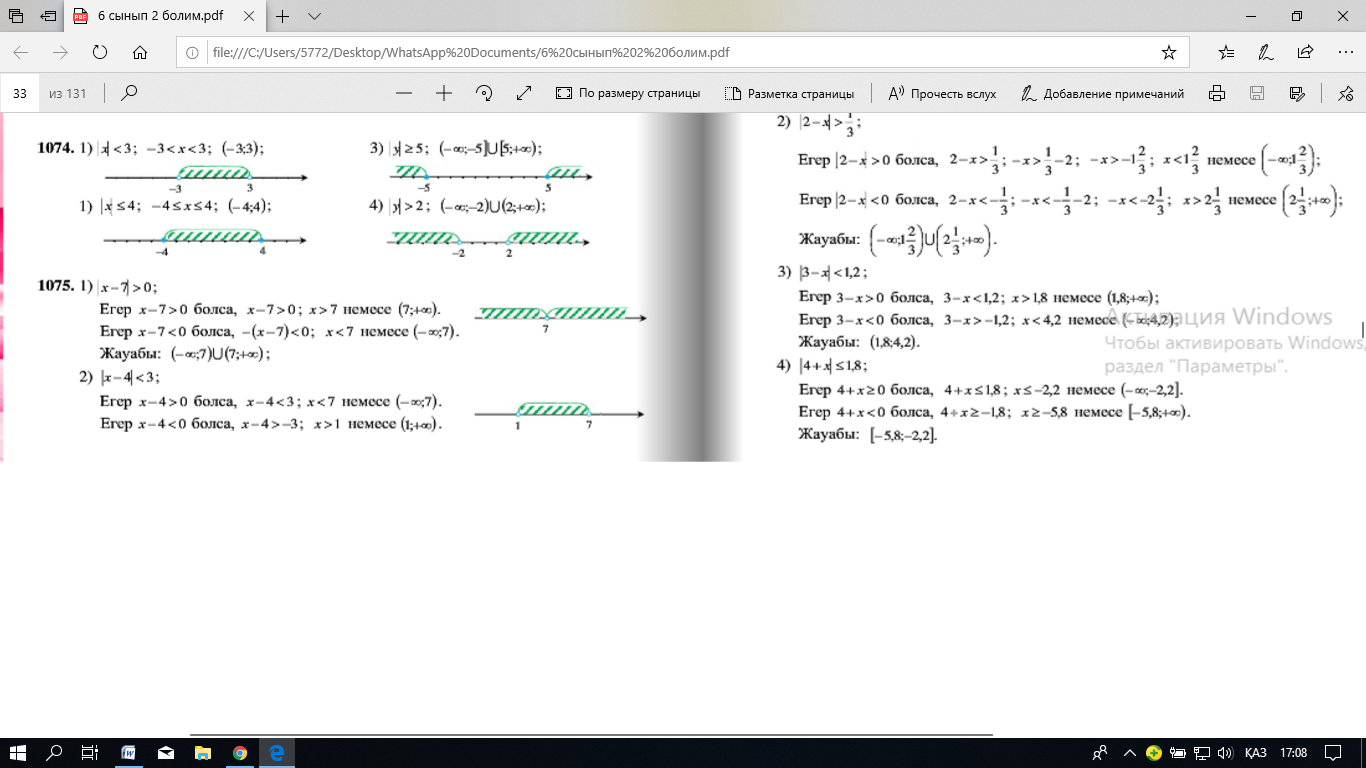 6 сынып 2 болим.pdf
file:///C:/Users/5772/Desktop/WhatsApp%20Documents/6%20сынып%202%20болим.pdf
33 из 131
По размеру страницы
Разметка страницы
Прочесть вслух
Добавление примечаний
1074. 1) |x|<3; −3<x<3; (−3;3);
3) |y|≥5; (−∞;−5]∪[5;+∞);
−3 3
−5 5
1) |x|≤4; −4≤x≤4; (−4;4);
4) |y|>2; (−∞;−2)∪(2;+∞);
−4 4
−2 2
1075. 1) |x−7|>0;
Егер x−7>0 болса, x−7>0; x>7 немесе (7;+∞).
Егер x−7<0 болса, −(x−7)<0; x<7 немесе (−∞;7).
7
Жауабы: (−∞;7)∪(7;+∞);
2) |x−4|<3;
Егер x−4>0 болса, x−4<3; x<7 немесе (−∞;7).
Егер x−4<0 болса, x−4>−3; x>1 немесе (1;+∞).
1 7
2) |2−x|>1/3;
Егер |2−x|>0 болса, 2−x>1/3; −x>1/3−2; −x>−1 2/3; x<1 2/3 немесе (−∞;1 2/3);
Егер |2−x|<0 болса, 2−x<−1/3; −x<−1/3−2; −x<−2 1/3; x>2 1/3 немесе (2 1/3;+∞);
Жауабы: (−∞;1 2/3)∪(2 1/3;+∞).
3) |3−x|<1,2;
Егер 3−x>0 болса, 3−x<1,2; x>1,8 немесе (1,8;+∞);
Егер 3−x<0 болса, 3−x>−1,2; x<4,2 немесе (−∞;4,2);
Жауабы: (1,8;4,2).
4) |4+x|≤1,8;
Егер 4+x≥0 болса, 4+x≤1,8; x≤−2,2 немесе (−∞;−2,2].
Егер 4+x<0 болса, 4+x≥−1,8; x≥−5,8 немесе [−5,8;+∞).
Жауабы: [−5,8;−2,2].
Активация Windows
Чтобы активировать Windows,
раздел "Параметры".
ҚАЗ 17:08